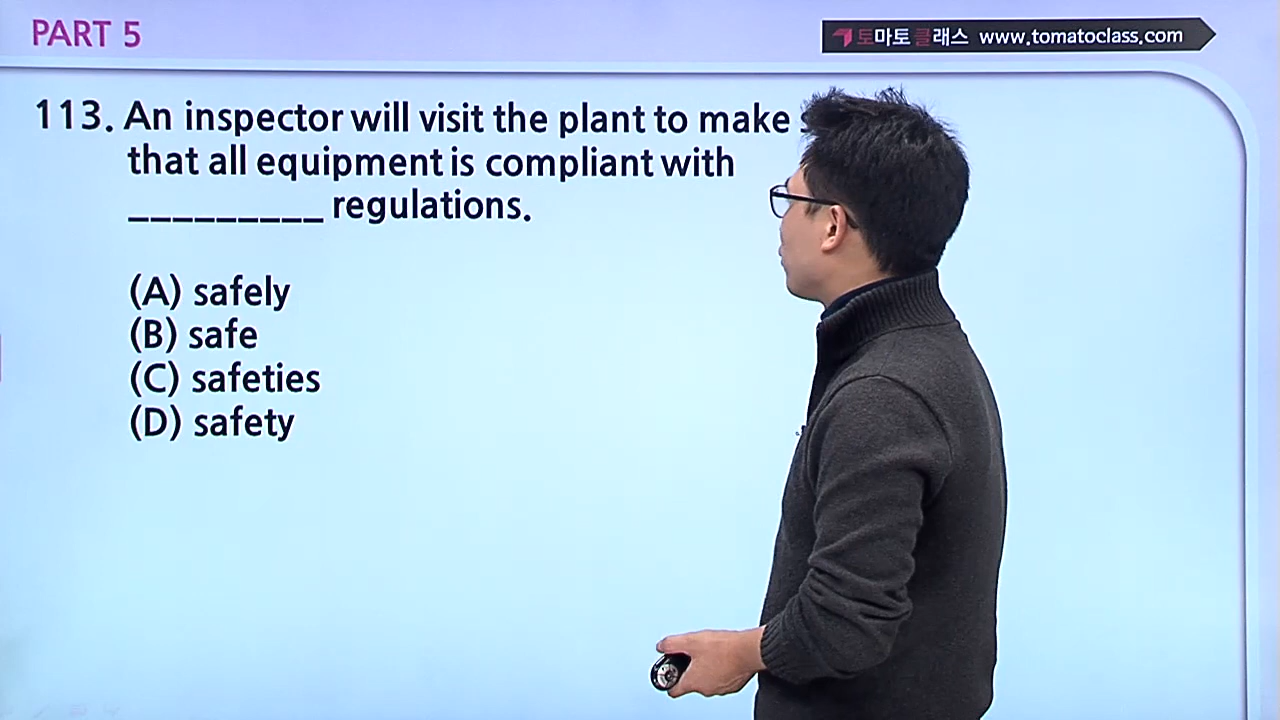 PART 5
토마토클래스 www.tomatoclass.com
113. An inspector will visit the plant to make
that all equipment is compliant with
_________ regulations.
(A) safely
(B) safe
(C) safeties
(D) safety